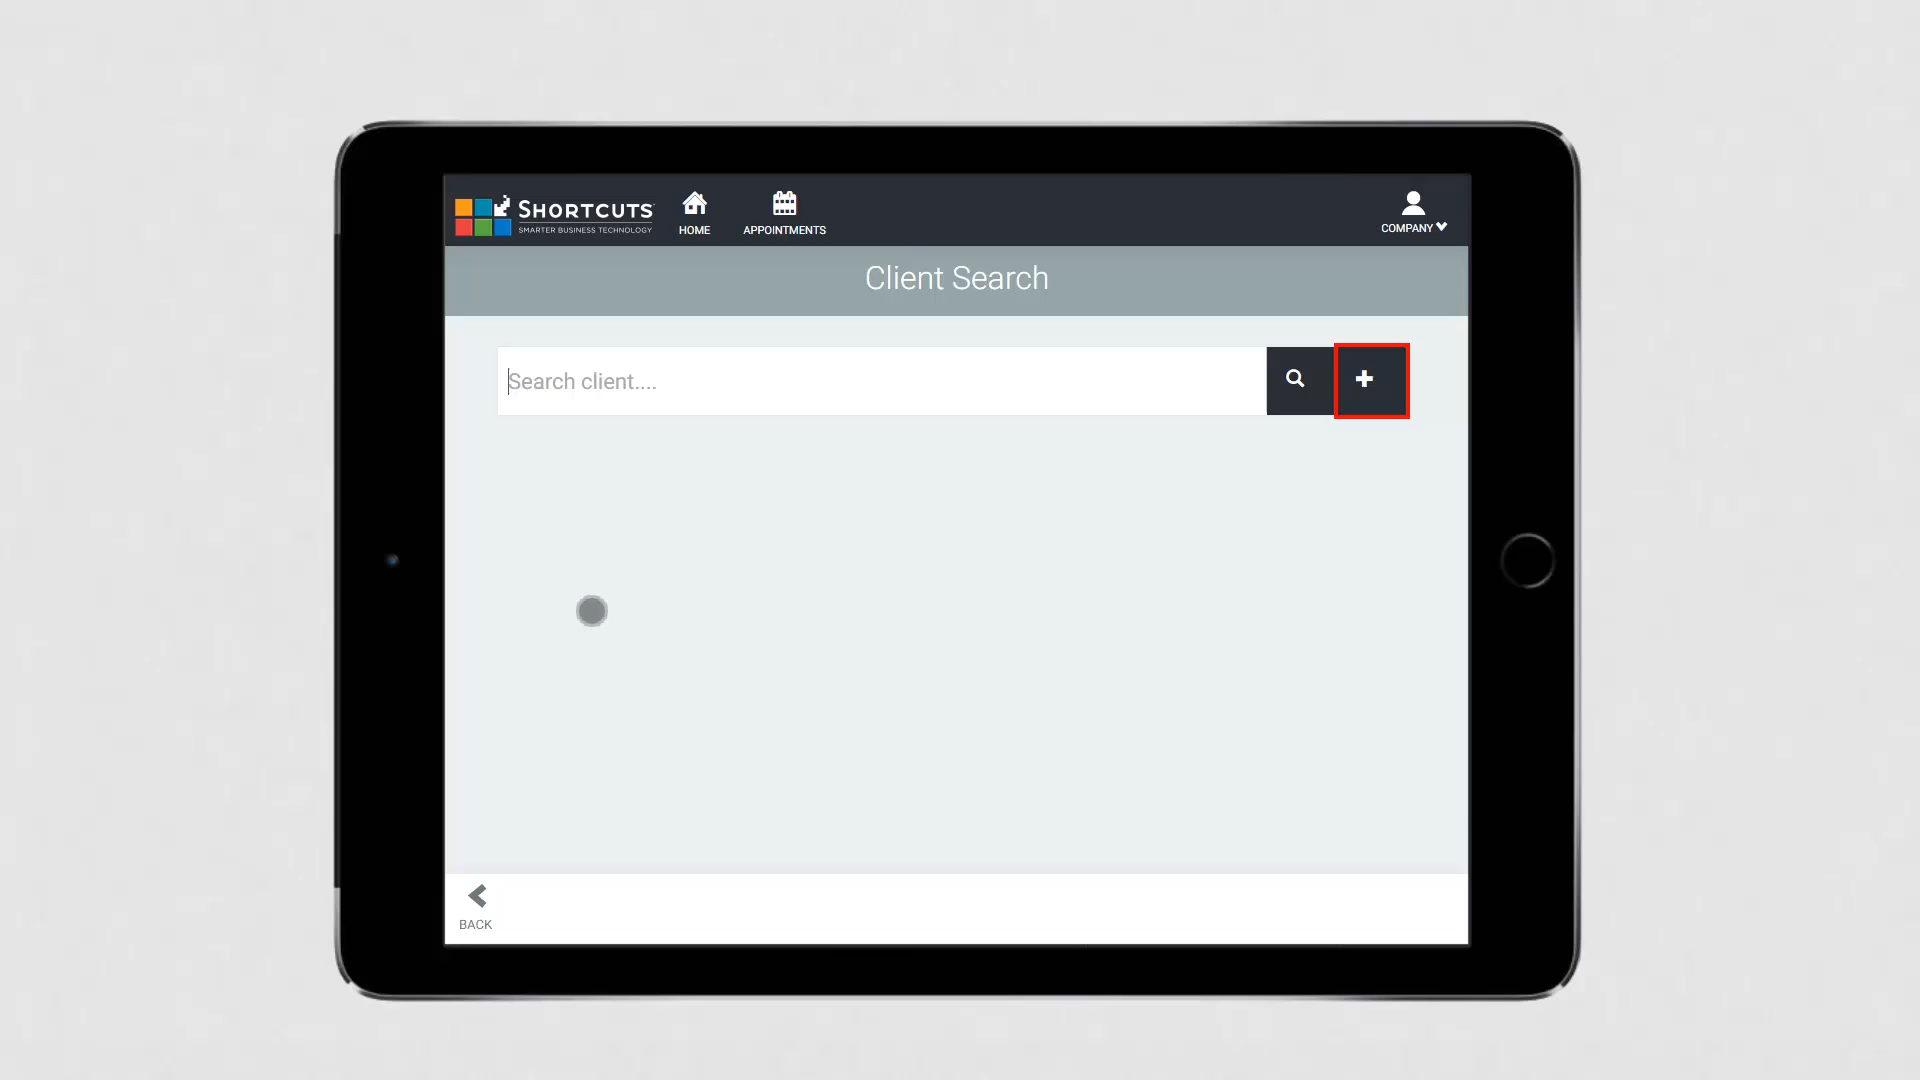 SHORTCUTS
SMARTER BUSINESS TECHNOLOGY
HOME
APPOINTMENTS
COMPANY
Client Search
Search client....
BACK